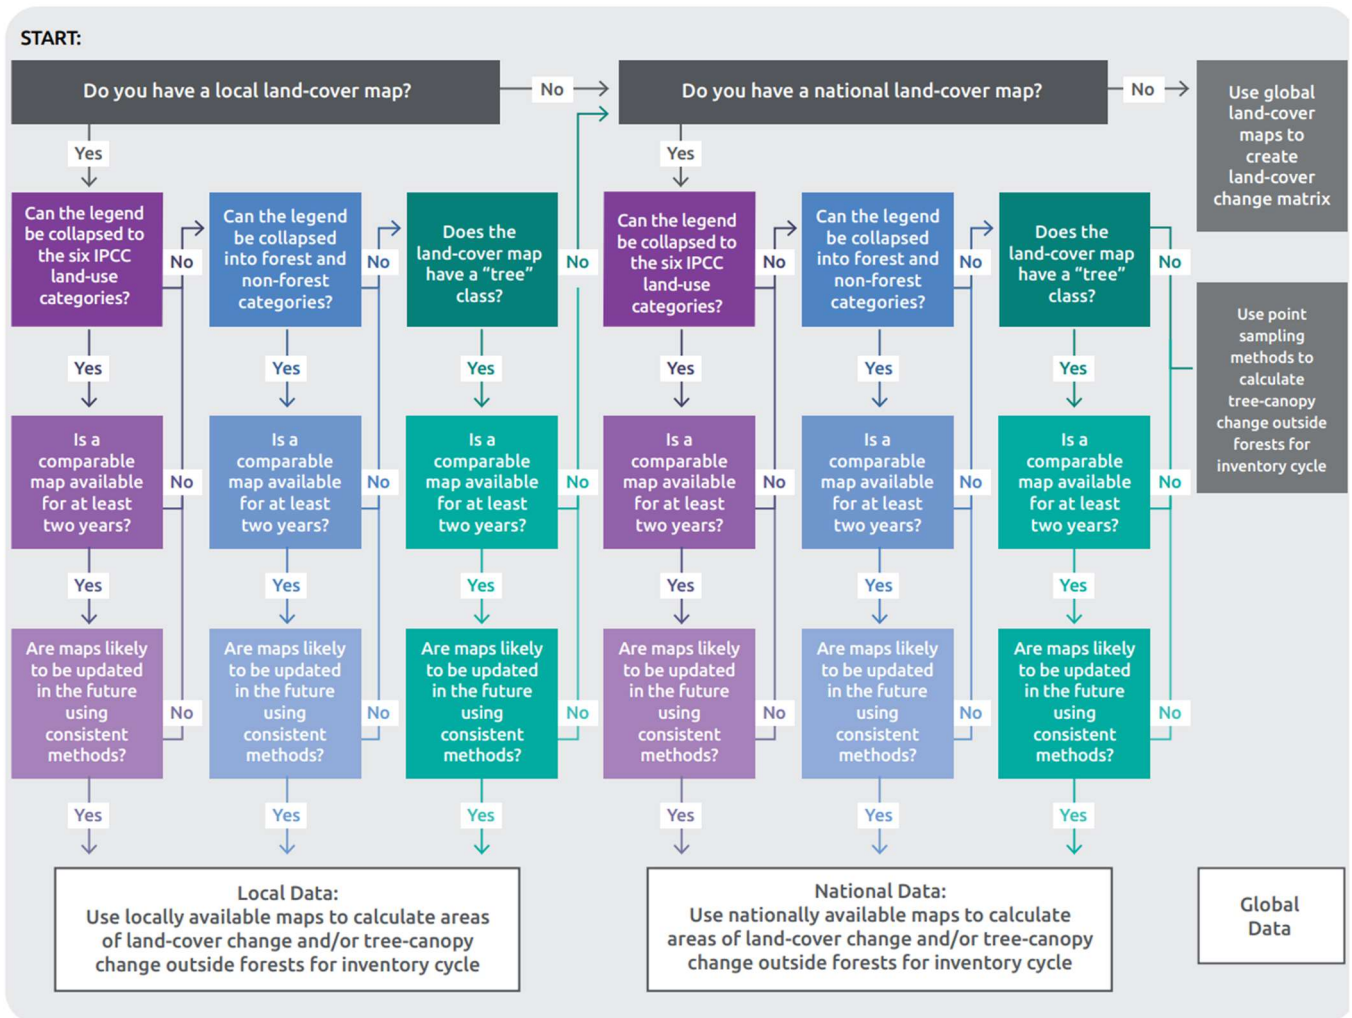 START:
Do you have a local land-cover map?
No
Do you have a national land-cover map?
No
Use global
land-cover
maps to
create
land-cover
change matrix
Yes
Yes
Can the legend
be collapsed to
the six IPCC
land-use
categories?
No
Can the legend
be collapsed
into forest and
non-forest
categories?
No
Does the
land-cover map
have a “tree”
class?
No
Can the legend
be collapsed to
the six IPCC
land-use
categories?
No
Can the legend
be collapsed
into forest and
non-forest
categories?
No
Does the
land-cover map
have a “tree”
class?
No
Use point
sampling
methods to
calculate
tree-canopy
change outside
forests for
inventory cycle
Yes
Yes
Yes
Yes
Yes
Yes
Is a
comparable
map available
for at least
two years?
No
Is a
comparable
map available
for at least
two years?
No
Is a
comparable
map available
for at least
two years?
No
Is a
comparable
map available
for at least
two years?
No
Is a
comparable
map available
for at least
two years?
No
Is a
comparable
map available
for at least
two years?
No
Yes
Yes
Yes
Yes
Yes
Yes
Are maps likely
to be updated
in the future
using
consistent
methods?
No
Are maps likely
to be updated
in the future
using
consistent
methods?
No
Are maps likely
to be updated
in the future
using
consistent
methods?
No
Are maps likely
to be updated
in the future
using
consistent
methods?
No
Are maps likely
to be updated
in the future
using
consistent
methods?
No
Are maps likely
to be updated
in the future
using
consistent
methods?
No
Yes
Yes
Yes
Yes
Yes
Yes
Local Data:
Use locally available maps to calculate areas
of land-cover change and/or tree-canopy
change outside forests for inventory cycle
National Data:
Use nationally available maps to calculate
areas of land-cover change and/or tree-canopy
change outside forests for inventory cycle
Global
Data